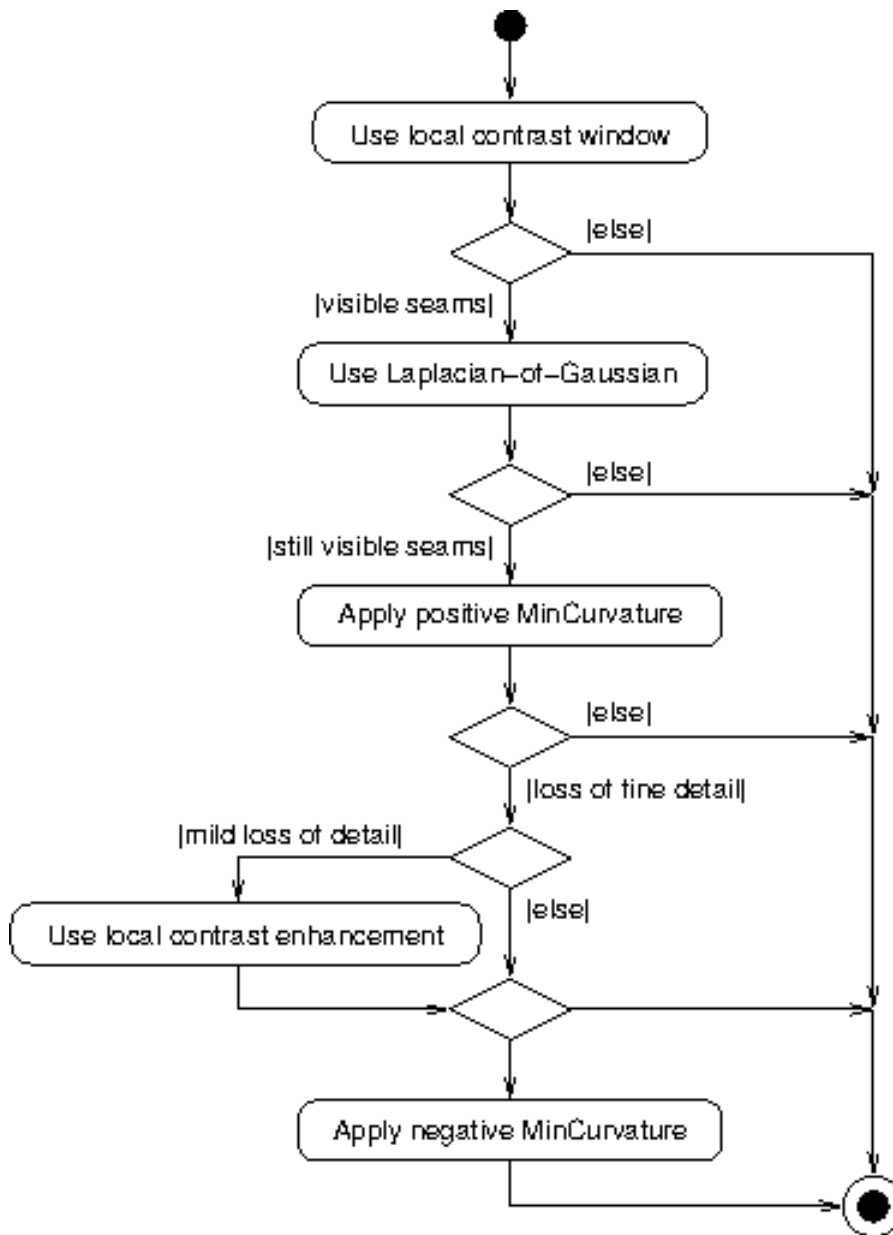 Use local contrast window
|else|
|visible seams|
Use Laplacian-of-Gaussian
|else|
|still visible seams|
Apply positive MinCurvature
|else|
|loss of fine detail|
|mild loss of detail|
|else|
Use local contrast enhancement
Apply negative MinCurvature